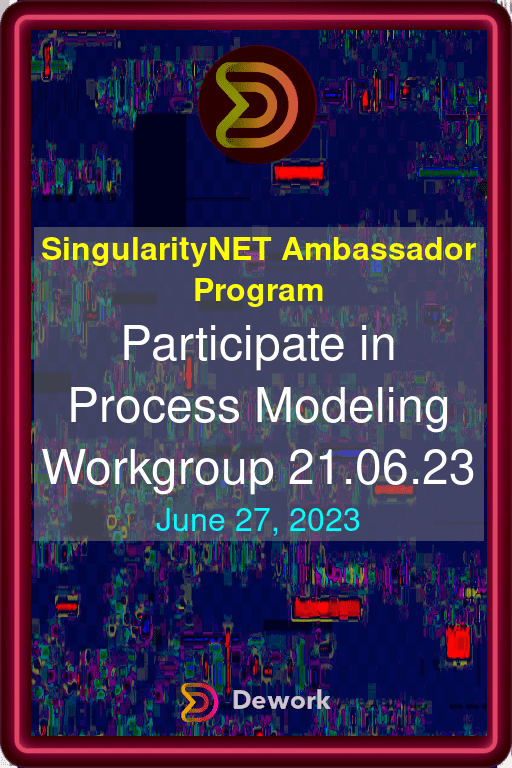 SingularityNET Ambassador
Program
Participate in
Process Modeling
Workgroup 21.06.23
June 27, 2023
Dework